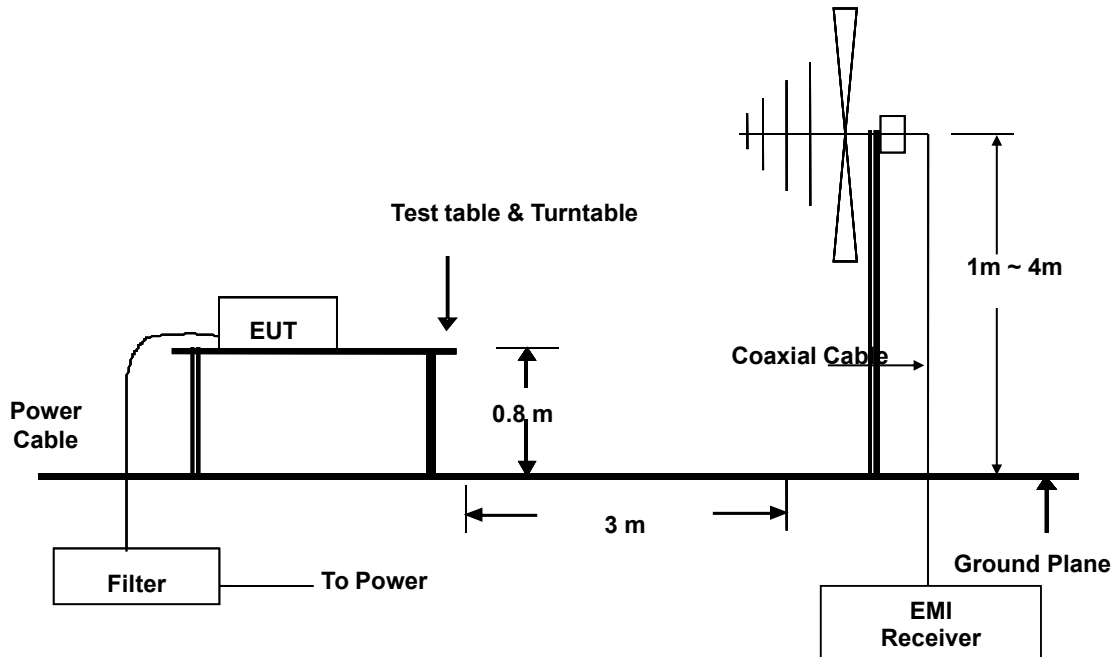 Test table & Turntable
1m ~ 4m
EUT
Coaxial Cable
0.8 m
Power
Cable
3 m
Ground Plane
Filter
To Power
EMI
Receiver